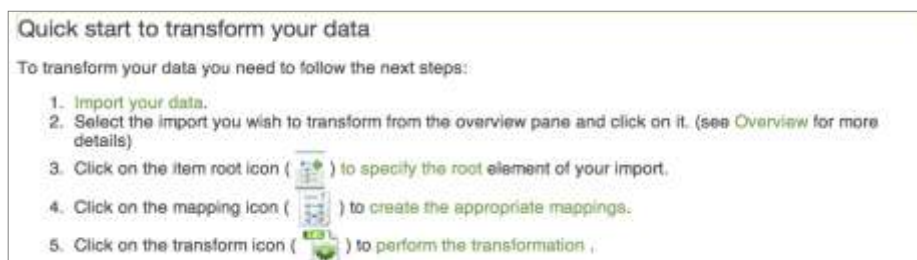 Quick start to transform your data
To transform your data you need to follow the next steps:
1. Import your data.
2. Select the import you wish to transform from the overview pane and click on it. (see Overview for more
details)
3. Click on the item root icon ( ) to specify the root element of your import.
4. Click on the mapping icon ( ) to create the appropriate mappings.
5. Click on the transform icon ( ) to perform the transformation .